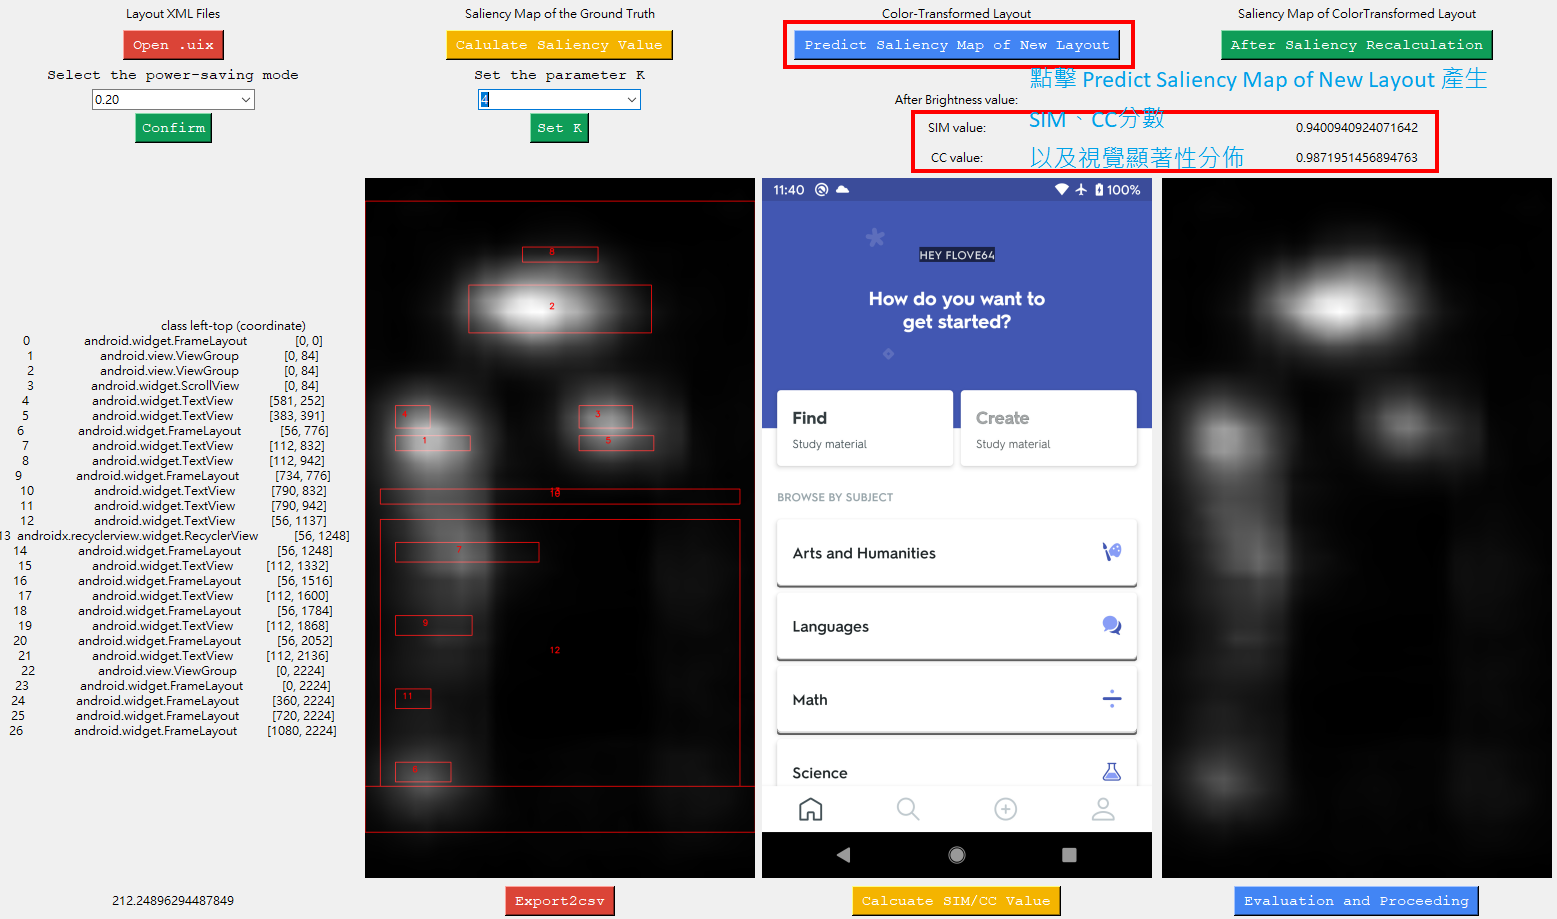 Layout XML Files
Saliency Map of the Ground Truth
Color-Transformed Layout
Saliency Map of ColorTransformed Layout
Open .uix
Calulate Saliency Value
Predict Saliency Map of New Layout
After Saliency Recalculation
Select the power-saving mode
Set the parameter K
點擊 Predict Saliency Map of New Layout 產生
0.20
4
After Brightness value:
Confirm
Set K
SIM、CC分數
SIM value:
0.9400940924071642
以及視覺顯著性分佈
CC value:
0.9871951456894763
class left-top (coordinate)
0 android.widget.FrameLayout [0, 0]
1 android.view.ViewGroup [0, 84]
2 android.view.ViewGroup [0, 84]
3 android.widget.ScrollView [0, 84]
4 android.widget.TextView [581, 252]
5 android.widget.TextView [383, 391]
6 android.widget.FrameLayout [56, 776]
7 android.widget.TextView [112, 832]
8 android.widget.TextView [112, 942]
9 android.widget.FrameLayout [734, 776]
10 android.widget.TextView [790, 832]
11 android.widget.TextView [790, 942]
12 android.widget.TextView [56, 1137]
13 androidx.recyclerview.widget.RecyclerView [56, 1248]
14 android.widget.FrameLayout [56, 1248]
15 android.widget.TextView [112, 1332]
16 android.widget.FrameLayout [56, 1516]
17 android.widget.TextView [112, 1600]
18 android.widget.FrameLayout [56, 1784]
19 android.widget.TextView [112, 1868]
20 android.widget.FrameLayout [56, 2052]
21 android.widget.TextView [112, 2136]
22 android.view.ViewGroup [0, 2224]
23 android.widget.FrameLayout [0, 2224]
24 android.widget.FrameLayout [360, 2224]
25 android.widget.FrameLayout [720, 2224]
26 android.widget.FrameLayout [1080, 2224]
212.24896294487849
2
3
1
5
7
9
12
11
11:40
100%
HEY FLOVE64
How do you want to
get started?
Find
Create
Study material
Study material
BROWSE BY SUBJECT
Arts and Humanities
Languages
Math
Science
Export2csv
Calcuate SIM/CC Value
Evaluation and Proceeding